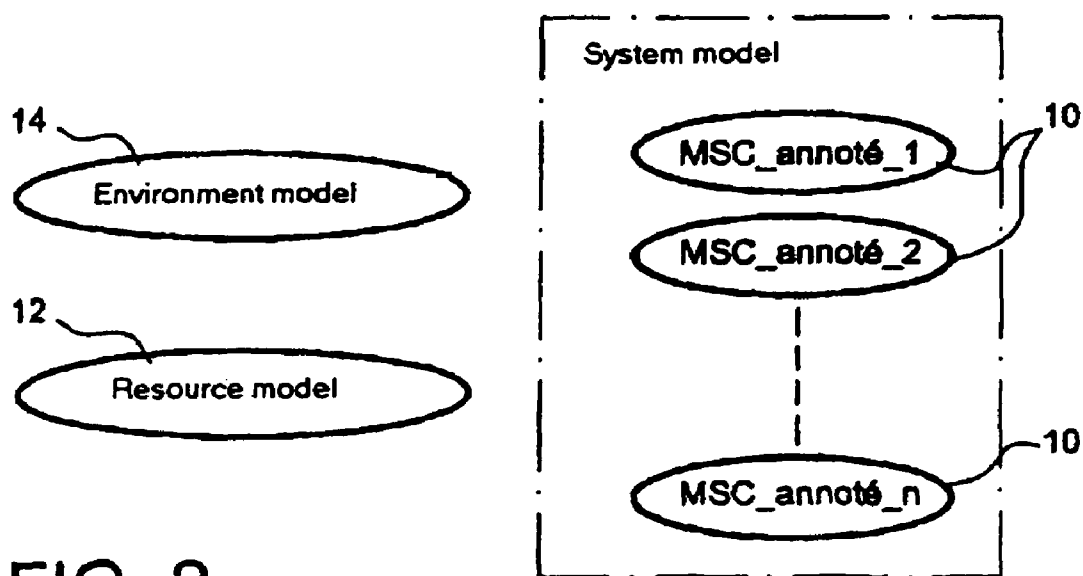 System model
14
Environment model
MSC_annoté_1
10
MSC_annoté_2
12
Resource model
10
MSC_annoté_n